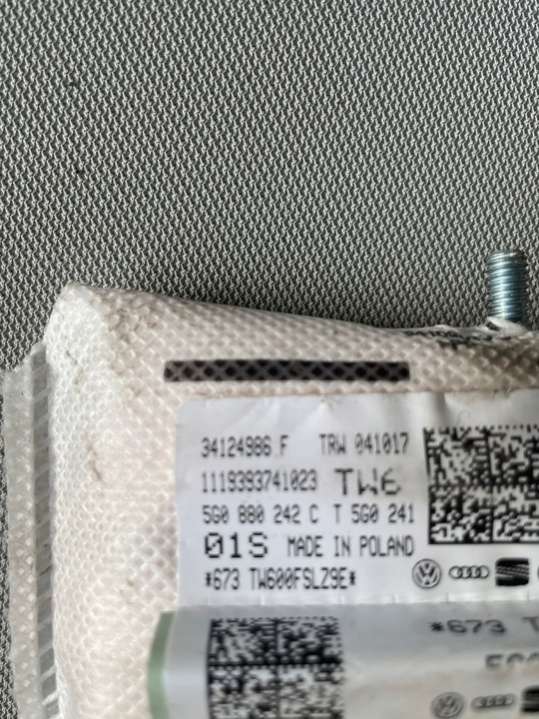 34124986 F TRW 041017
1119393741023 TW6
5G0 880 242 C T 5G0 241
01S MADE IN POLAND
*673 TW600FSLZ9E*
*673 T